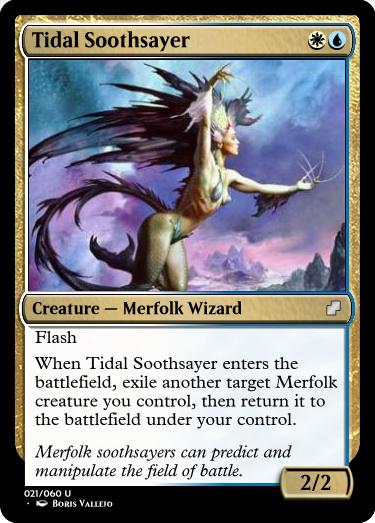 Tidal Soothsayer
Creature — Merfolk Wizard
Flash
When Tidal Soothsayer enters the
battlefield, exile another target Merfolk
creature you control, then return it to
the battlefield under your control.
Merfolk soothsayers can predict and
manipulate the field of battle.
2/2
021/060 U
· Boris Vallejo